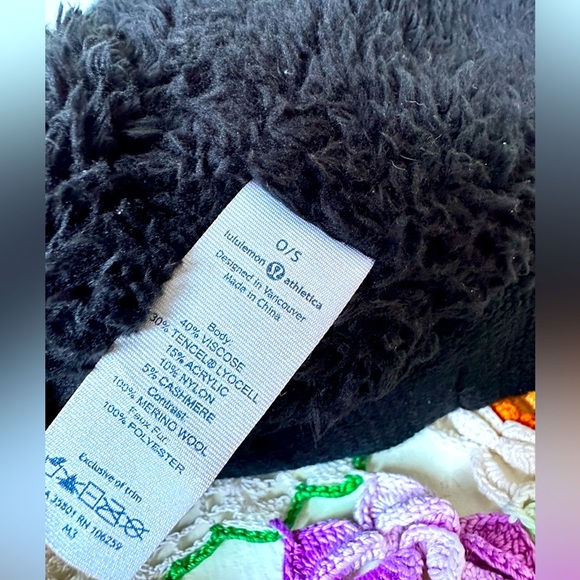 O/S
lululemon athletica
Designed in Vancouver
Made in China
Body:
40% VISCOSE
30% TENCEL® LYOCELL
15% ACRYLIC
10% NYLON
5% CASHMERE
Contrast:
100% MERINO WOOL
Faux Fur:
100% POLYESTER
Exclusive of trim
A 35801 RN 106259
M3